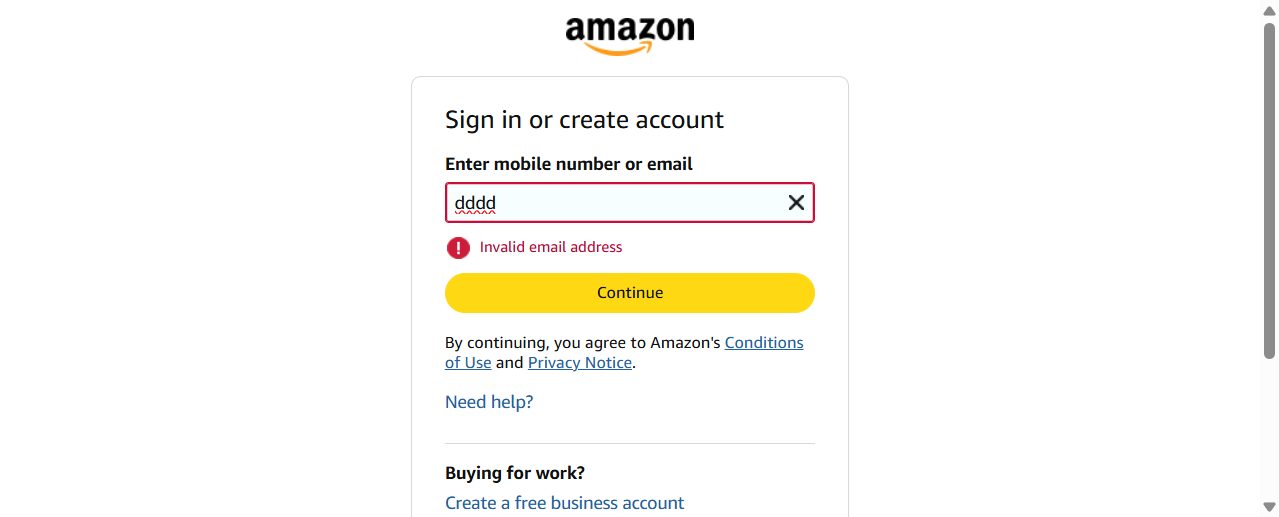 amazon
Sign in or create account
Enter mobile number or email
dddd
Invalid email address
Continue
By continuing, you agree to Amazon's Conditions
of Use and Privacy Notice.
Need help?
Buying for work?
Create a free business account